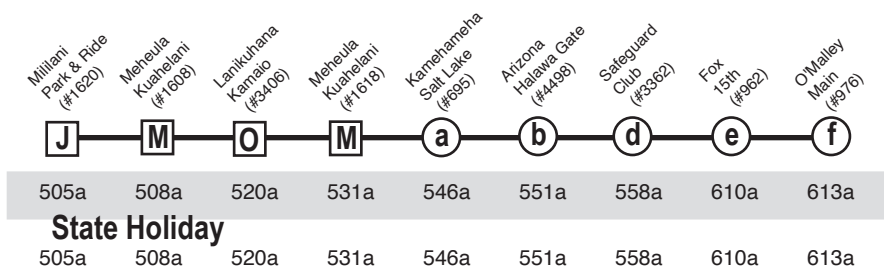 Mililani
Park & Ride
(#1620)
Meheula
Kuahelani
(#1608)
Lanikuhana
Kamaio
(#3406)
Meheula
Kuahelani
(#1618)
Kamehameha
Salt Lake
(#695)
Arizona
Halawa Gate
(#4498)
Safeguard
Club
(#3362)
Fox
15th
(#962)
O'Malley
Main
(#976)
J M O M a b d e f
505a 508a 520a 531a 546a 551a 558a 610a 613a
State Holiday
505a 508a 520a 531a 546a 551a 558a 610a 613a